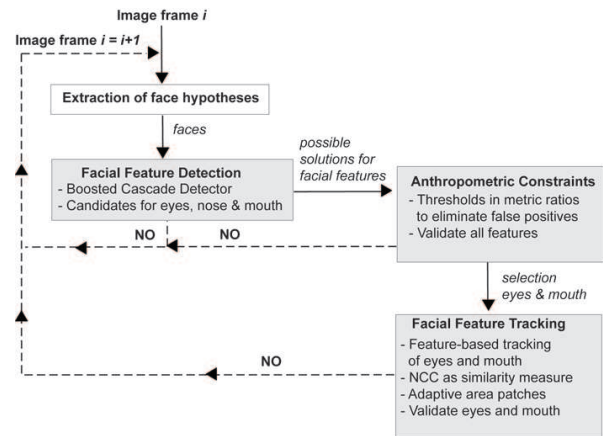 Image frame i
Image frame i = i+1
Extraction of face hypotheses
faces
possible
solutions for
facial features
Facial Feature Detection
- Boosted Cascade Detector
- Candidates for eyes, nose & mouth
Anthropometric Constraints
- Thresholds in metric ratios
to eliminate false positives
- Validate all features
NO
NO
selection
eyes & mouth
Facial Feature Tracking
- Feature-based tracking
of eyes and mouth
- NCC as similarity measure
- Adaptive area patches
- Validate eyes and mouth
NO